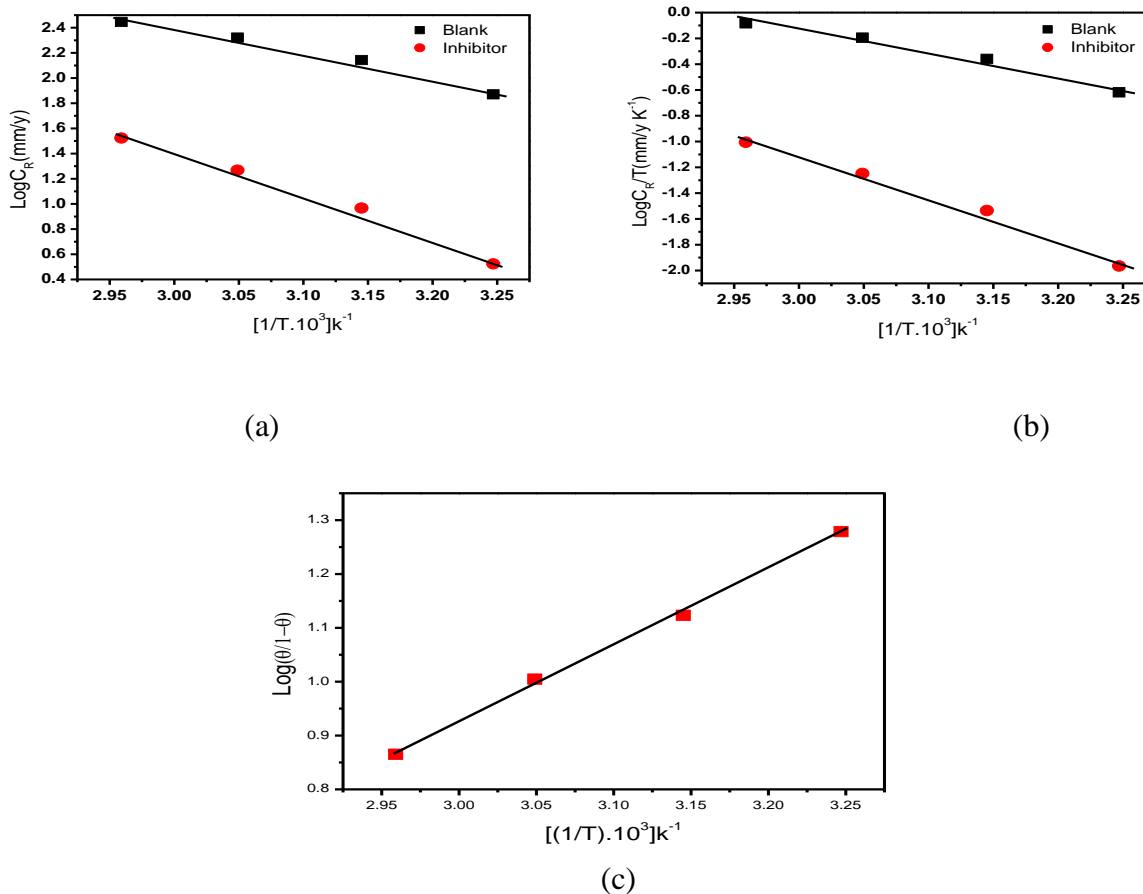 LogC_R(mm/y)
2.4
2.2
2.0
1.8
1.6
1.4
1.2
1.0
0.8
0.6
0.4
Blank
Inhibitor
2.95 3.00 3.05 3.10 3.15 3.20 3.25
[1/T.10³]k⁻¹
(a)
LogC_R/T(mm/y K⁻¹)
0.0
-0.2
-0.4
-0.6
-0.8
-1.0
-1.2
-1.4
-1.6
-1.8
-2.0
Blank
Inhibitor
2.95 3.00 3.05 3.10 3.15 3.20 3.25
[1/T.10³]k⁻¹
(b)
Log(θ/1−θ)
1.3
1.2
1.1
1.0
0.9
0.8
2.95 3.00 3.05 3.10 3.15 3.20 3.25
[(1/T).10³]k⁻¹
(c)